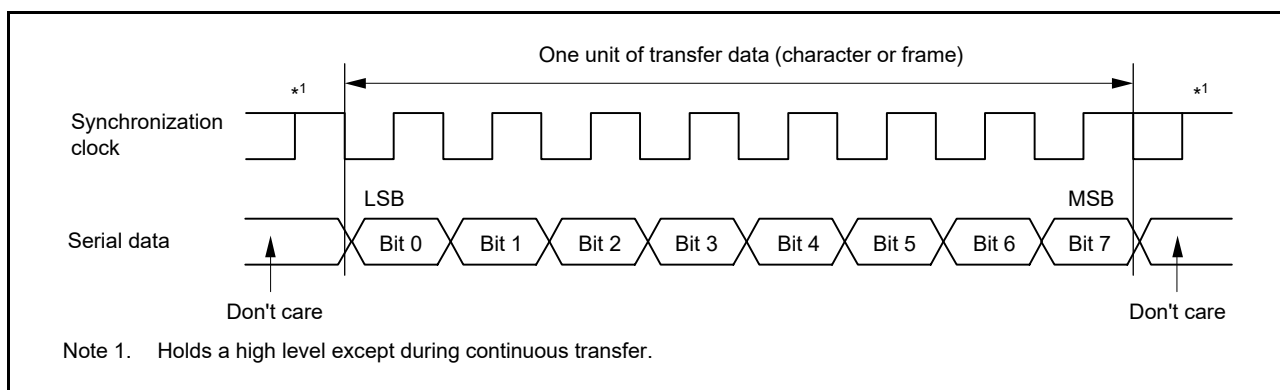 One unit of transfer data (character or frame)
*1 *1
Synchronization
clock
LSB MSB
Serial data Bit 0 Bit 1 Bit 2 Bit 3 Bit 4 Bit 5 Bit 6 Bit 7
Don't care Don't care
Note 1. Holds a high level except during continuous transfer.